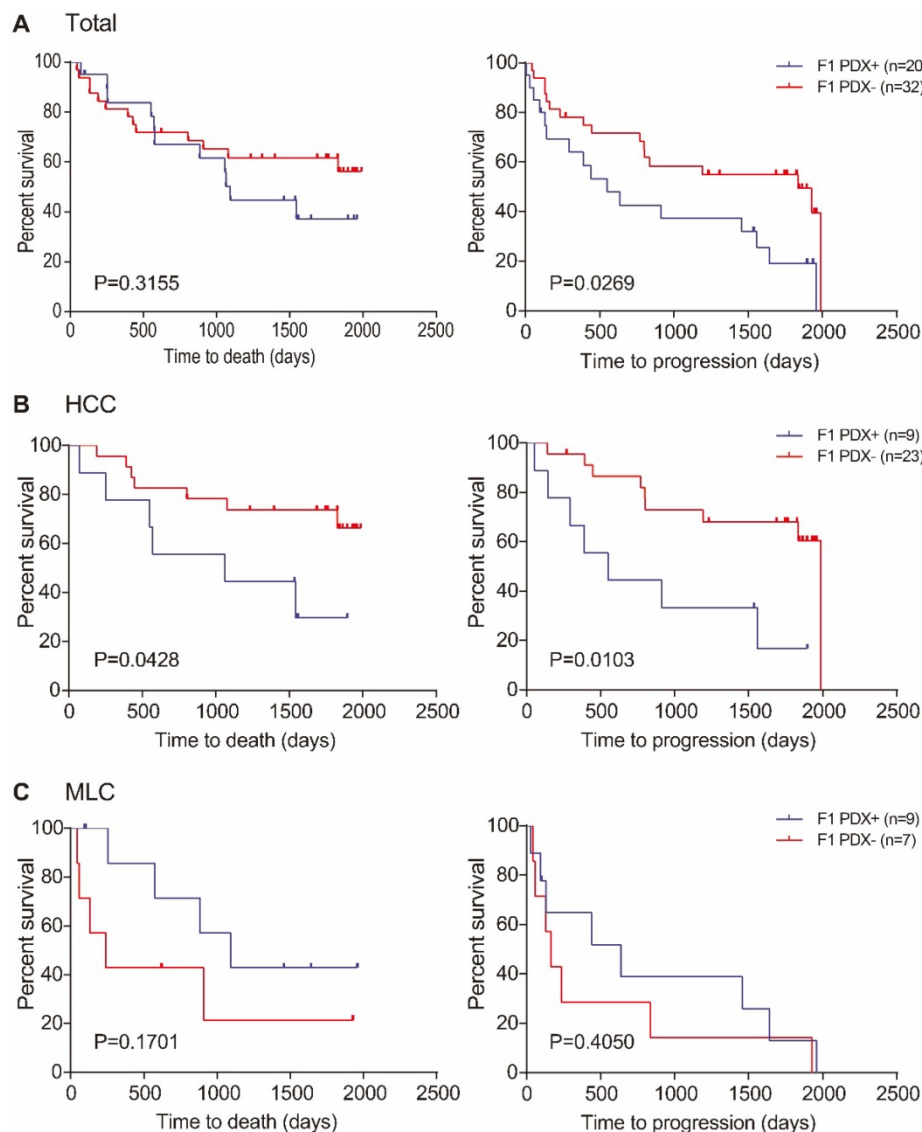 A Total
Percent survival
100
80
60
40
20
0
P=0.3155
0 500 1000 1500 2000 2500
Time to death (days)
Percent survival
100
80
60
40
20
0
P=0.0269
0 500 1000 1500 2000 2500
Time to progression (days)
F1 PDX+ (n=20)
F1 PDX- (n=32)
B HCC
Percent survival
100
80
60
40
20
0
P=0.0428
0 500 1000 1500 2000 2500
Time to death (days)
Percent survival
100
80
60
40
20
0
P=0.0103
0 500 1000 1500 2000 2500
Time to progression (days)
F1 PDX+ (n=9)
F1 PDX- (n=23)
C MLC
Percent survival
100
80
60
40
20
0
P=0.1701
0 500 1000 1500 2000 2500
Time to death (days)
Percent survival
100
80
60
40
20
0
P=0.4050
0 500 1000 1500 2000 2500
Time to progression (days)
F1 PDX+ (n=9)
F1 PDX- (n=7)